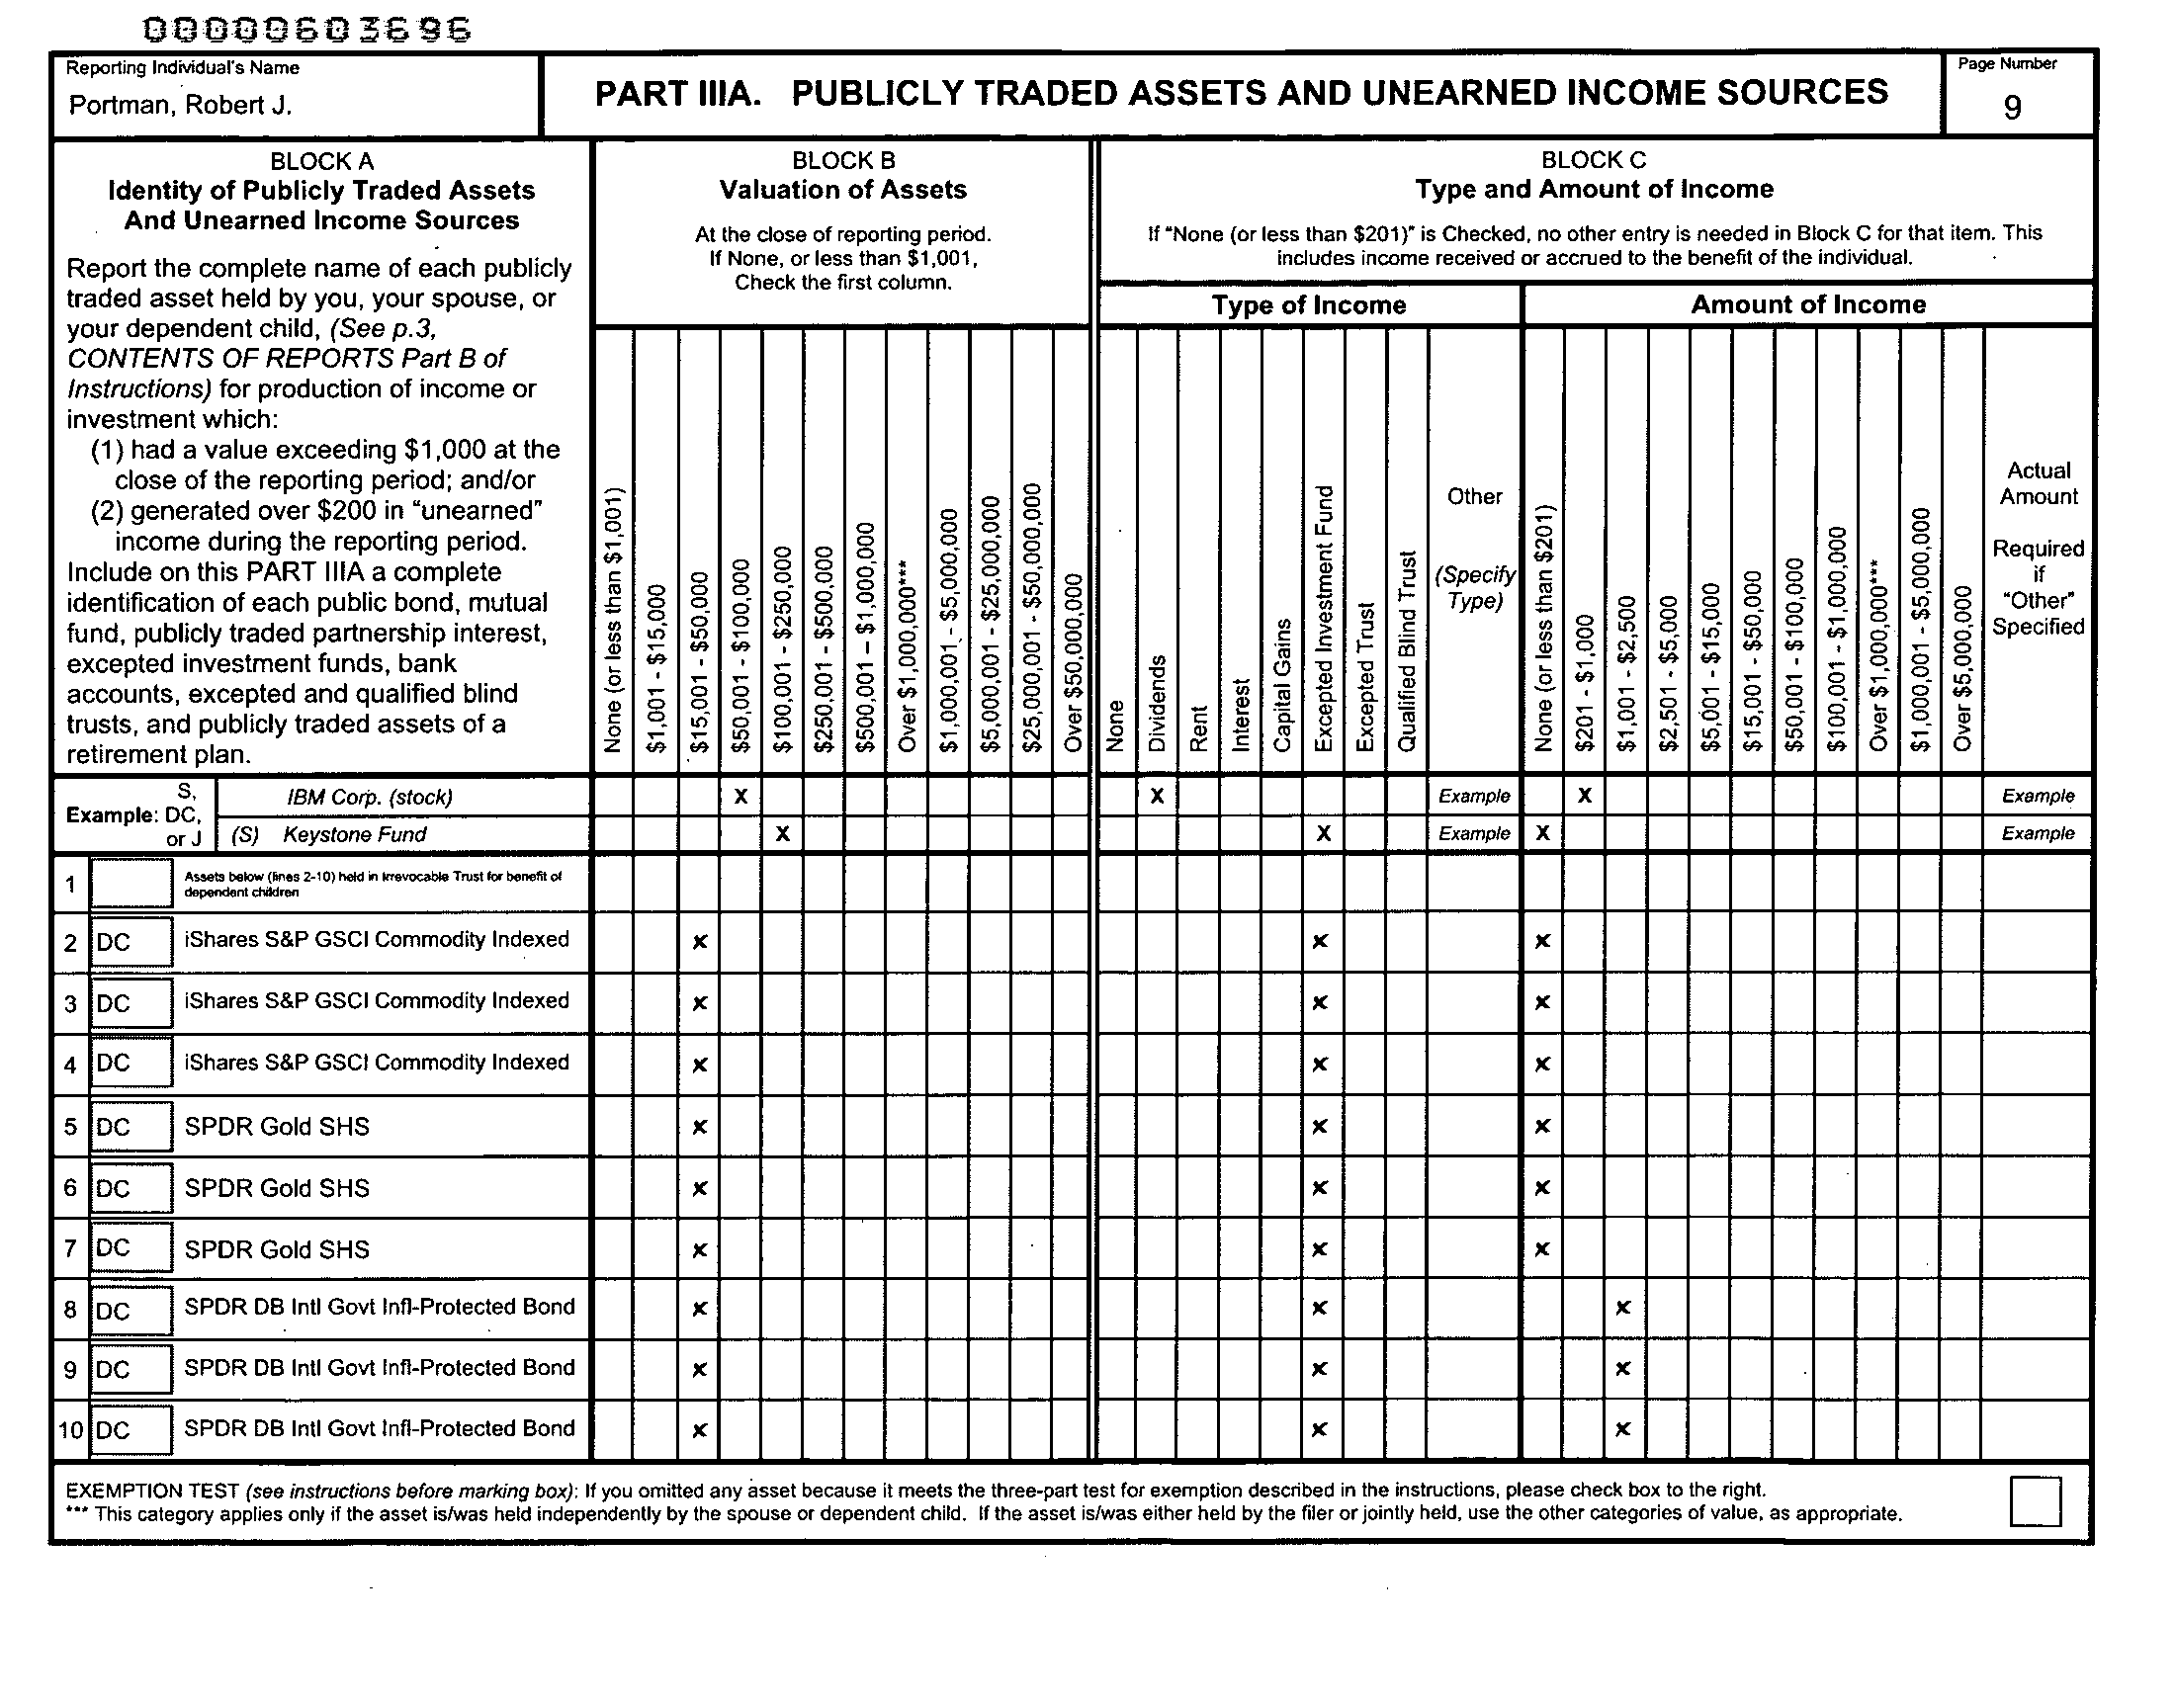 00000603696
Reporting Individual's Name
Portman, Robert J.
PART IIIA. PUBLICLY TRADED ASSETS AND UNEARNED INCOME SOURCES
Page Number
9
BLOCK A
Identity of Publicly Traded Assets
And Unearned Income Sources
Report the complete name of each publicly
traded asset held by you, your spouse, or
your dependent child, (See p.3,
CONTENTS OF REPORTS Part B of
Instructions) for production of income or
investment which:
(1) had a value exceeding $1,000 at the
close of the reporting period; and/or
(2) generated over $200 in "unearned"
income during the reporting period.
Include on this PART IIIA a complete
identification of each public bond, mutual
fund, publicly traded partnership interest,
excepted investment funds, bank
accounts, excepted and qualified blind
trusts, and publicly traded assets of a
retirement plan.
BLOCK B
Valuation of Assets
At the close of reporting period.
If None, or less than $1,001,
Check the first column.
None (or less than $1,001)
$1,001 - $15,000
$15,001 - $50,000
$50,001 - $100,000
$100,001 - $250,000
$250,001 - $500,000
$500,001 – $1,000,000
Over $1,000,000***
$1,000,001 - $5,000,000
$5,000,001 - $25,000,000
$25,000,001 - $50,000,000
Over $50,000,000
BLOCK C
Type and Amount of Income
If "None (or less than $201)" is Checked, no other entry is needed in Block C for that item. This
includes income received or accrued to the benefit of the individual.
Type of Income
None
Dividends
Rent
Interest
Capital Gains
Excepted Investment Fund
Excepted Trust
Qualified Blind Trust
Other
(Specify
Type)
Amount of Income
None (or less than $201)
$201 - $1,000
$1,001 - $2,500
$2,501 - $5,000
$5,001 - $15,000
$15,001 - $50,000
$50,001 - $100,000
$100,001 - $1,000,000
Over $1,000,000***
$1,000,001 - $5,000,000
Over $5,000,000
Actual
Amount
Required
if
"Other"
Specified
Example: S, DC, or J
IBM Corp. (stock) X X Example X Example
(S) Keystone Fund X X Example X Example
1 Assets below (lines 2-10) held in Irrevocable Trust for benefit of
dependent children
2 DC iShares S&P GSCI Commodity Indexed x x x
3 DC iShares S&P GSCI Commodity Indexed x x x
4 DC iShares S&P GSCI Commodity Indexed x x x
5 DC SPDR Gold SHS x x x
6 DC SPDR Gold SHS x x x
7 DC SPDR Gold SHS x x x
8 DC SPDR DB Intl Govt Infl-Protected Bond x x x
9 DC SPDR DB Intl Govt Infl-Protected Bond x x x
10 DC SPDR DB Intl Govt Infl-Protected Bond x x x
EXEMPTION TEST (see instructions before marking box): If you omitted any asset because it meets the three-part test for exemption described in the instructions, please check box to the right.
*** This category applies only if the asset is/was held independently by the spouse or dependent child. If the asset is/was either held by the filer or jointly held, use the other categories of value, as appropriate.